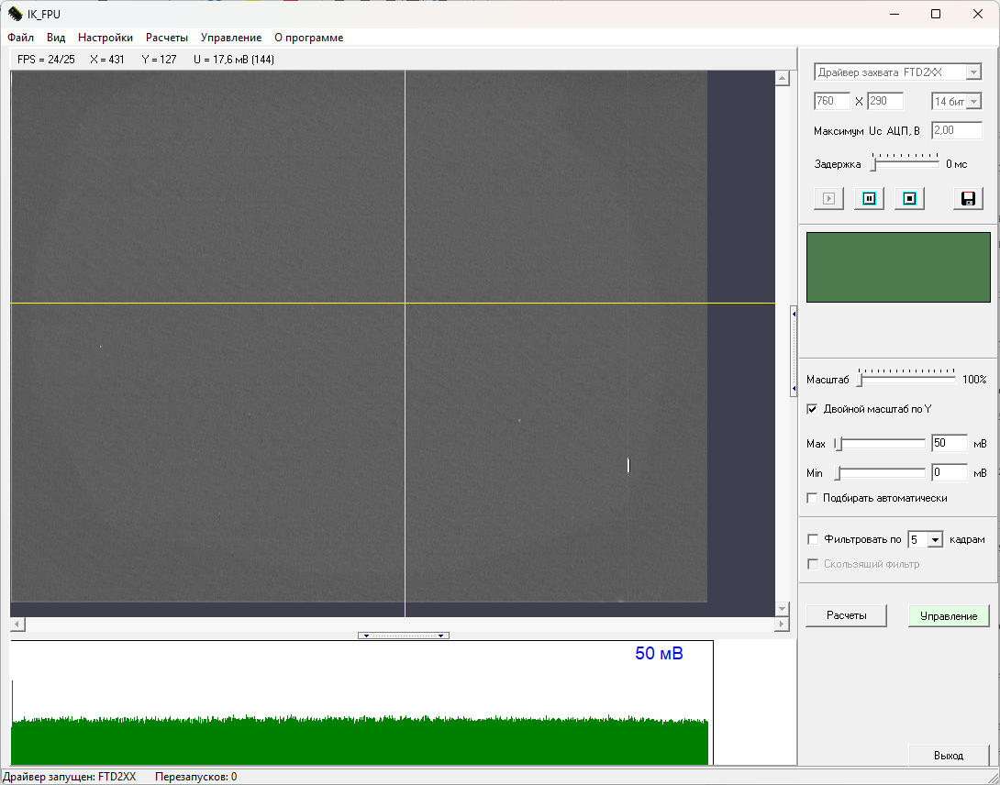 IK_FPU
Файл Вид Настройки Расчеты Управление О программе
FPS = 24/25 X = 431 Y = 127 U = 17,6 мВ (144)
Драйвер захвата FTD2XX
760 X 290 14 бит
Максимум Uc АЦП, В 2,00
Задержка 0 мс
Масштаб 100%
Двойной масштаб по Y
Max 50 мВ
Min 0 мВ
Подбирать автоматически
Фильтровать по 5 кадрам
Скользящий фильтр
Расчеты Управление
50 мВ
Выход
Драйвер запущен: FTD2XX Перезапусков: 0